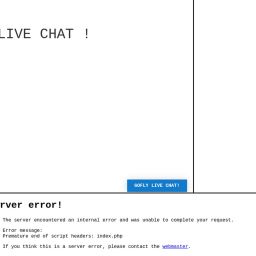 LIVE CHAT !
GOFLY LIVE CHAT!
rver error!
The server encountered an internal error and was unable to complete your request.
Error message:
Premature end of script headers: index.php
If you think this is a server error, please contact the webmaster.